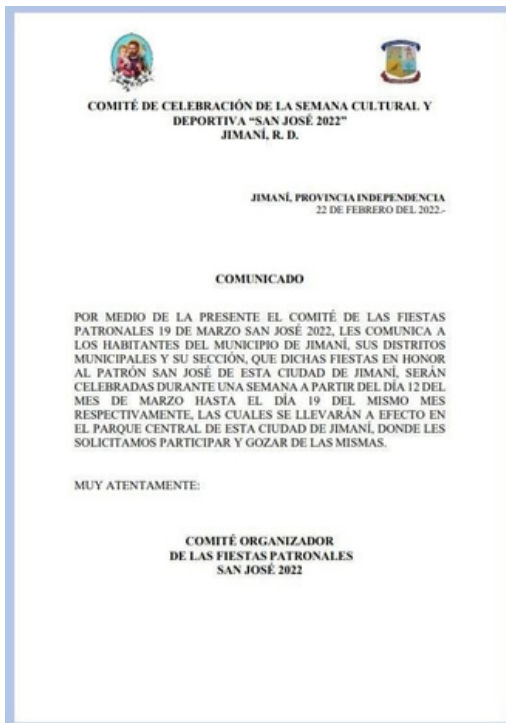 COMITÉ DE CELEBRACIÓN DE LA SEMANA CULTURAL Y
DEPORTIVA “SAN JOSÉ 2022”
JIMANÍ, R. D.
JIMANÍ, PROVINCIA INDEPENDENCIA
22 DE FEBRERO DEL 2022.-
COMUNICADO
POR MEDIO DE LA PRESENTE EL COMITÉ DE LAS FIESTAS
PATRONALES 19 DE MARZO SAN JOSÉ 2022, LES COMUNICA A
LOS HABITANTES DEL MUNICIPIO DE JIMANÍ, SUS DISTRITOS
MUNICIPALES Y SU SECCIÓN, QUE DICHAS FIESTAS EN HONOR
AL PATRÓN SAN JOSÉ DE ESTA CIUDAD DE JIMANÍ, SERÁN
CELEBRADAS DURANTE UNA SEMANA A PARTIR DEL DÍA 12 DEL
MES DE MARZO HASTA EL DÍA 19 DEL MISMO MES
RESPECTIVAMENTE, LAS CUALES SE LLEVARÁN A EFECTO EN
EL PARQUE CENTRAL DE ESTA CIUDAD DE JIMANÍ, DONDE LES
SOLICITAMOS PARTICIPAR Y GOZAR DE LAS MISMAS.
MUY ATENTAMENTE:
COMITÉ ORGANIZADOR
DE LAS FIESTAS PATRONALES
SAN JOSÉ 2022